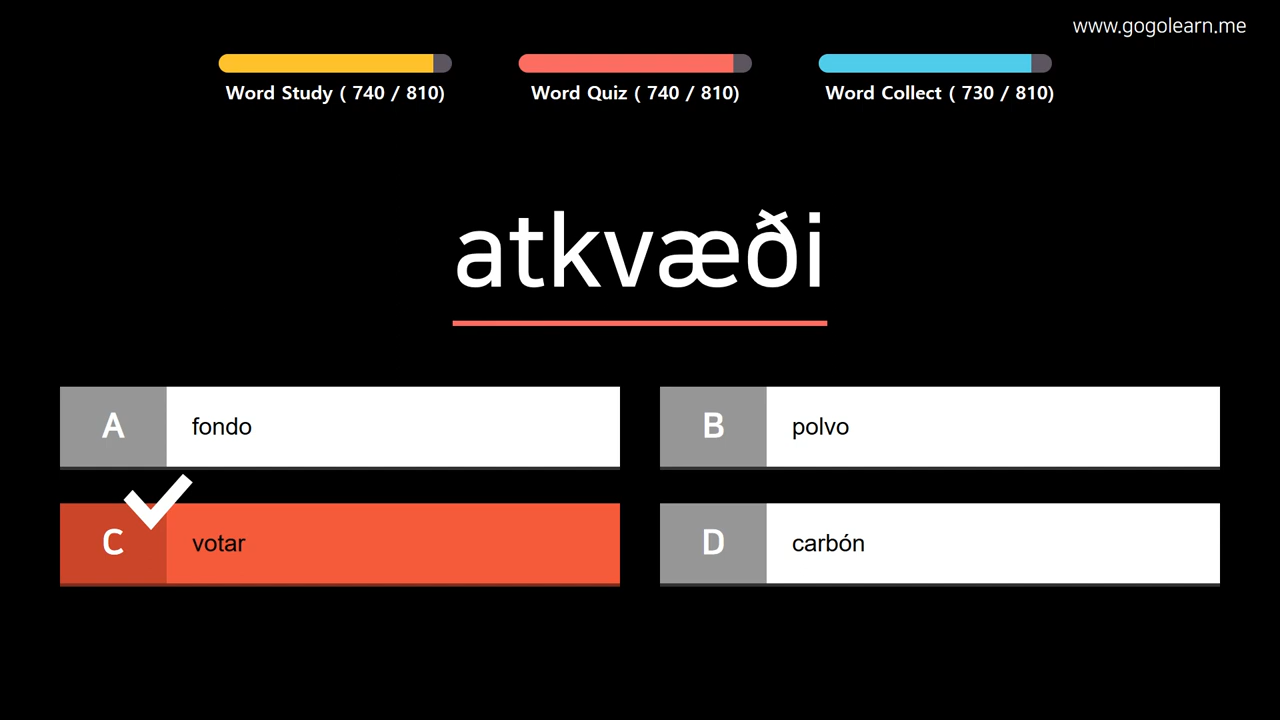 www.gogolearn.me
Word Study ( 740 / 810)
Word Quiz ( 740 / 810)
Word Collect ( 730 / 810)
atkvæði
A fondo
B polvo
C votar
D carbón